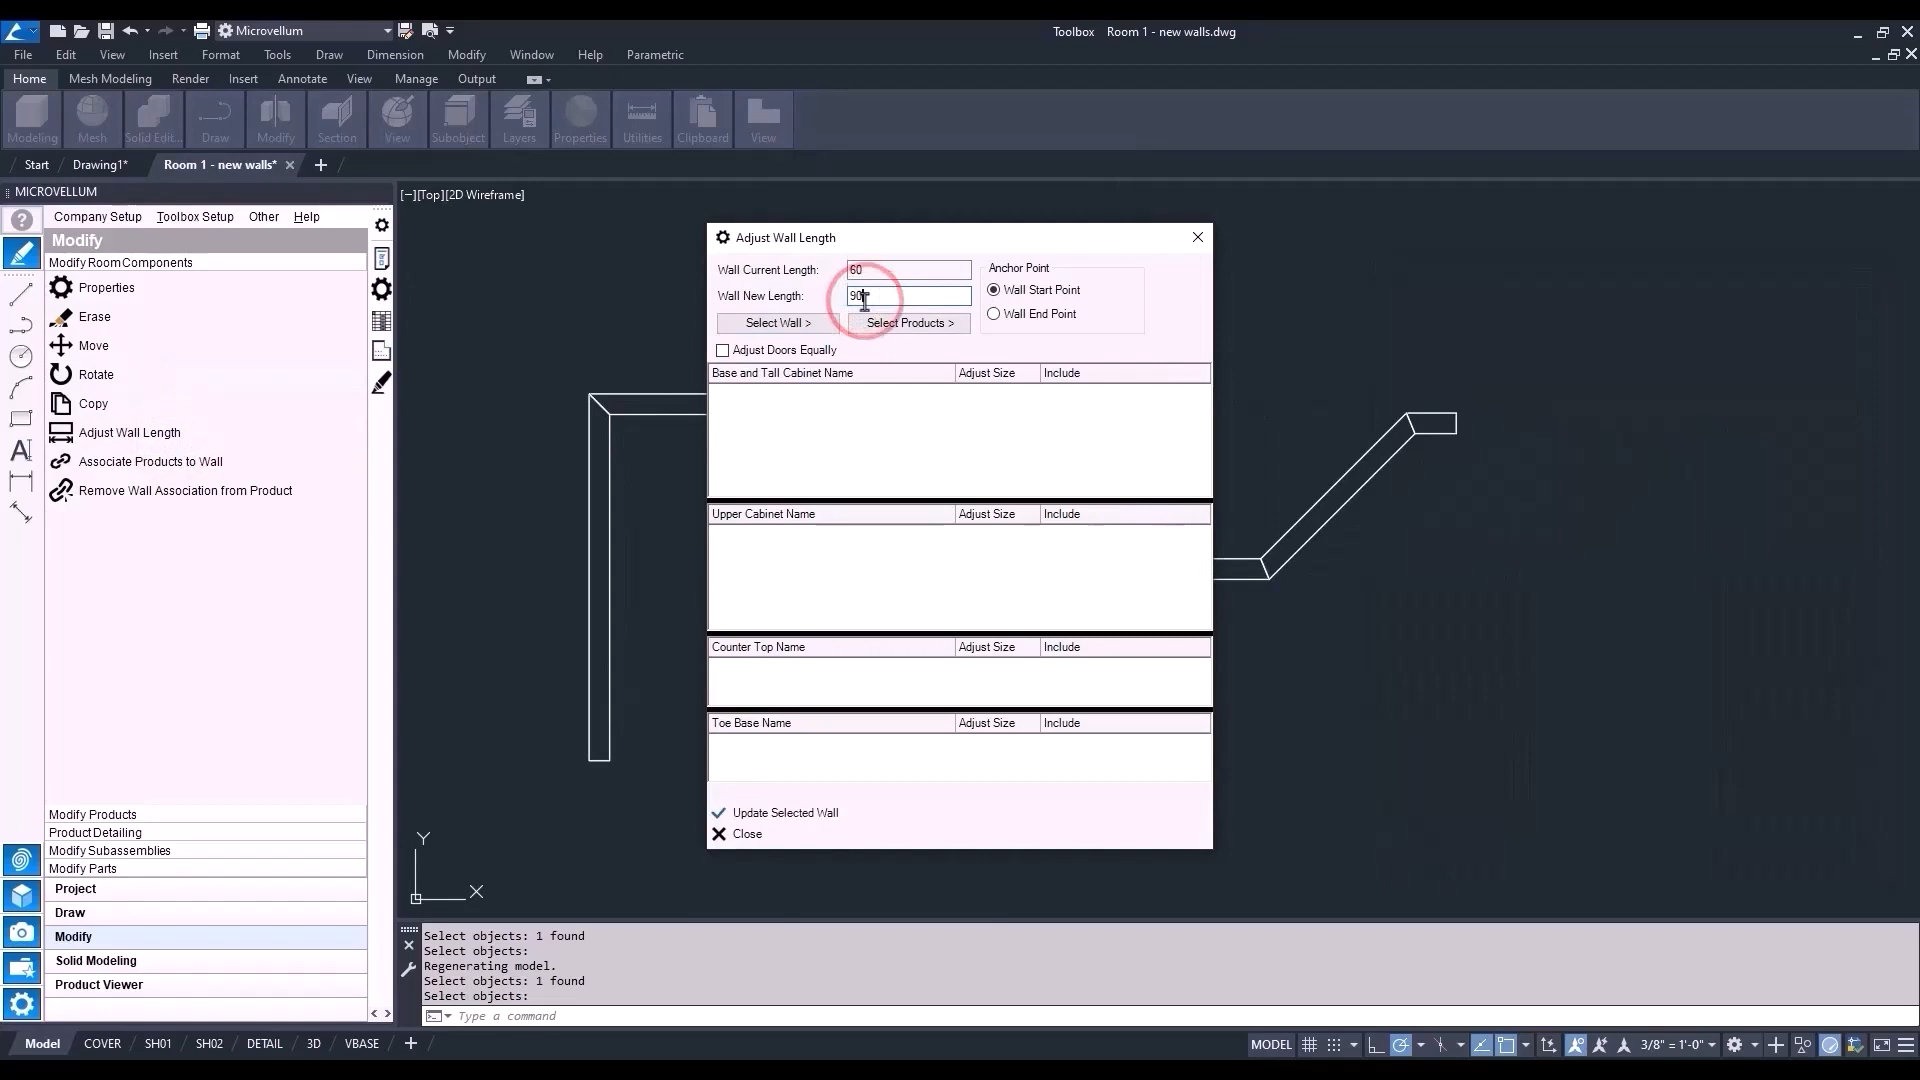 Microvellum
Toolbox Room 1 - new walls.dwg
File Edit View Insert Format Tools Draw Dimension Modify Window Help Parametric
Home Mesh Modeling Render Insert Annotate View Manage Output
Modeling Mesh Solid Edit... Draw Modify Section View Subobject Layers Properties Utilities Clipboard View
Start Drawing1* Room 1 - new walls*
MICROVELLUM
[−][Top][2D Wireframe]
Company Setup Toolbox Setup Other Help
Modify
Modify Room Components
Properties
Erase
Move
Rotate
Copy
Adjust Wall Length
Associate Products to Wall
Remove Wall Association from Product
Modify Products
Product Detailing
Modify Subassemblies
Modify Parts
Project
Draw
Modify
Solid Modeling
Product Viewer
Adjust Wall Length
Wall Current Length: 60
Wall New Length: 90
Select Wall > Select Products >
Anchor Point
Wall Start Point
Wall End Point
Adjust Doors Equally
Base and Tall Cabinet Name Adjust Size Include
Upper Cabinet Name Adjust Size Include
Counter Top Name Adjust Size Include
Toe Base Name Adjust Size Include
Update Selected Wall
Close
Y
X
Select objects: 1 found
Select objects:
Regenerating model.
Select objects: 1 found
Select objects:
Type a command
Model COVER SH01 SH02 DETAIL 3D VBASE
MODEL 3/8" = 1'-0"